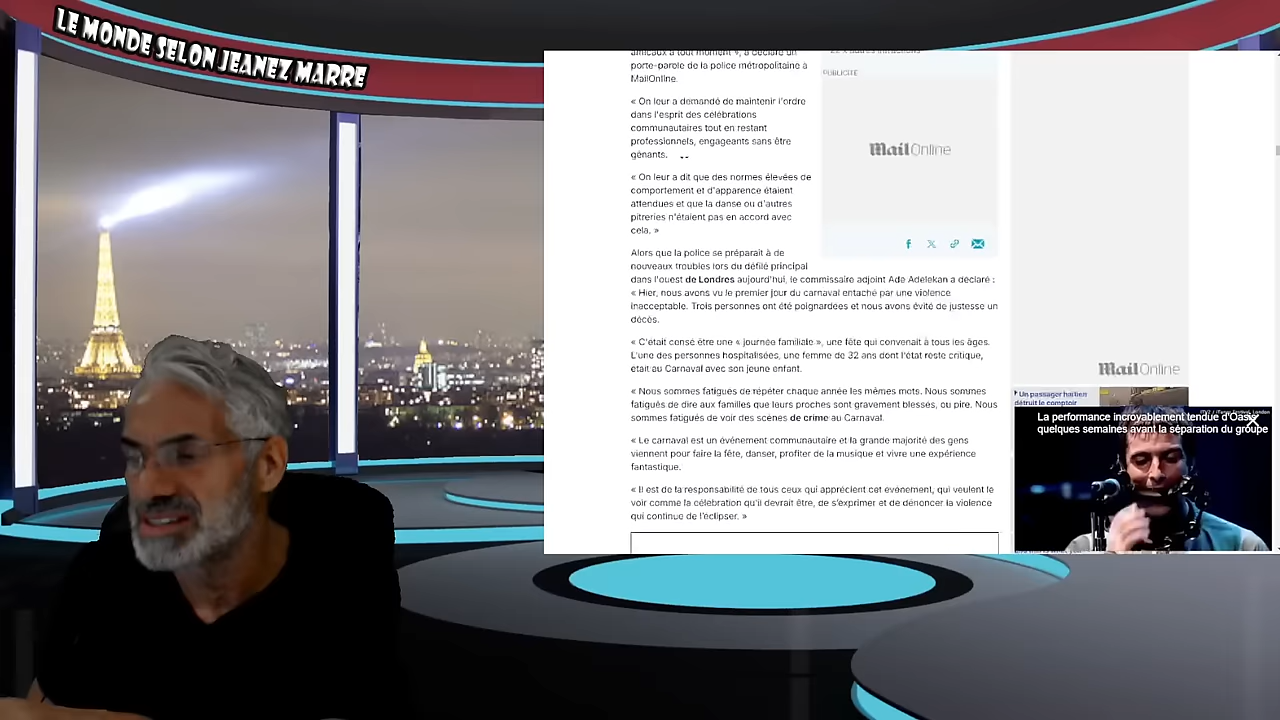 LE MONDE SELON JEANEZ MARRE
amicaux à tout moment », a déclaré un
porte-parole de la police métropolitaine à
MailOnline.
« On leur a demandé de maintenir l'ordre
dans l'esprit des célébrations
communautaires tout en restant
professionnels, engageants sans être
gênants.
« On leur a dit que des normes élevées de
comportement et d'apparence étaient
attendues et que la danse ou d'autres
pitreries n'étaient pas en accord avec
cela. »
Alors que la police se préparait à de
nouveaux troubles lors du défilé principal
dans l'ouest de Londres aujourd'hui, le commissaire adjoint Ade Adelekan a déclaré :
« Hier, nous avons vu le premier jour du carnaval entaché par une violence
inacceptable. Trois personnes ont été poignardées et nous avons évité de justesse un
décès.
« C'était censé être une « journée familiale », une fête qui convenait à tous les âges.
L'une des personnes hospitalisées, une femme de 32 ans dont l'état reste critique,
était au Carnaval avec son jeune enfant.
« Nous sommes fatigués de répéter chaque année les mêmes mots. Nous sommes
fatigués de dire aux familles que leurs proches sont gravement blessés, ou pire. Nous
sommes fatigués de voir des scènes de crime au Carnaval.
« Le carnaval est un événement communautaire et la grande majorité des gens
viennent pour faire la fête, danser, profiter de la musique et vivre une expérience
fantastique.
« Il est de la responsabilité de tous ceux qui apprécient cet événement, qui veulent le
voir comme la célébration qu'il devrait être, de s'exprimer et de dénoncer la violence
qui continue de l'éclipser. »
PUBLICITÉ
MailOnline
MailOnline
Un passager haïtien
détruit le comptoir
La performance incroyablement tendue d'Oasis
quelques semaines avant la séparation du groupe